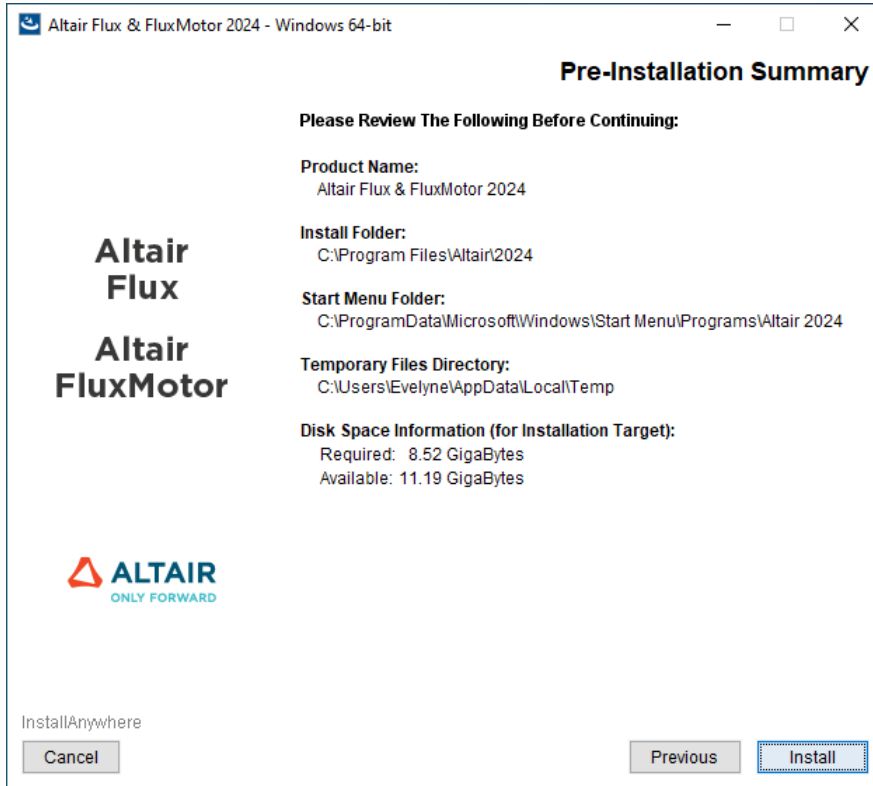 Altair Flux & FluxMotor 2024 - Windows 64-bit
Pre-Installation Summary
Please Review The Following Before Continuing:
Product Name:
Altair Flux & FluxMotor 2024
Install Folder:
C:\Program Files\Altair\2024
Start Menu Folder:
C:\ProgramData\Microsoft\Windows\Start Menu\Programs\Altair 2024
Temporary Files Directory:
C:\Users\Evelyne\AppData\Local\Temp
Disk Space Information (for Installation Target):
Required: 8.52 GigaBytes
Available: 11.19 GigaBytes
Altair
Flux
Altair
FluxMotor
ALTAIR
ONLY FORWARD
InstallAnywhere
Cancel
Previous
Install